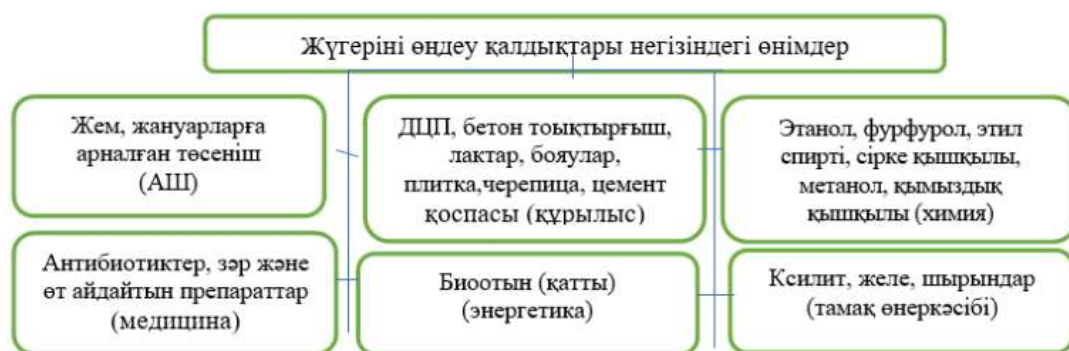 Жүгеріні өңдеу қалдықтары негізіндегі өнімдер
Жем, жануарларға
арналған төсеніш
(АШ)
ДЦП, бетон тоықтырғыш,
лактар, бояулар,
плитка,черепица, цемент
қоспасы (құрылыс)
Этанол, фурфурол, этил
спирті, сірке қышқылы,
метанол, қымыздық
қышқылы (химия)
Антибиотиктер, зәр және
өт айдайтын препараттар
(медицина)
Биоотын (қатты)
(энергетика)
Ксилит, желе, шырындар
(тамақ өнеркәсібі)